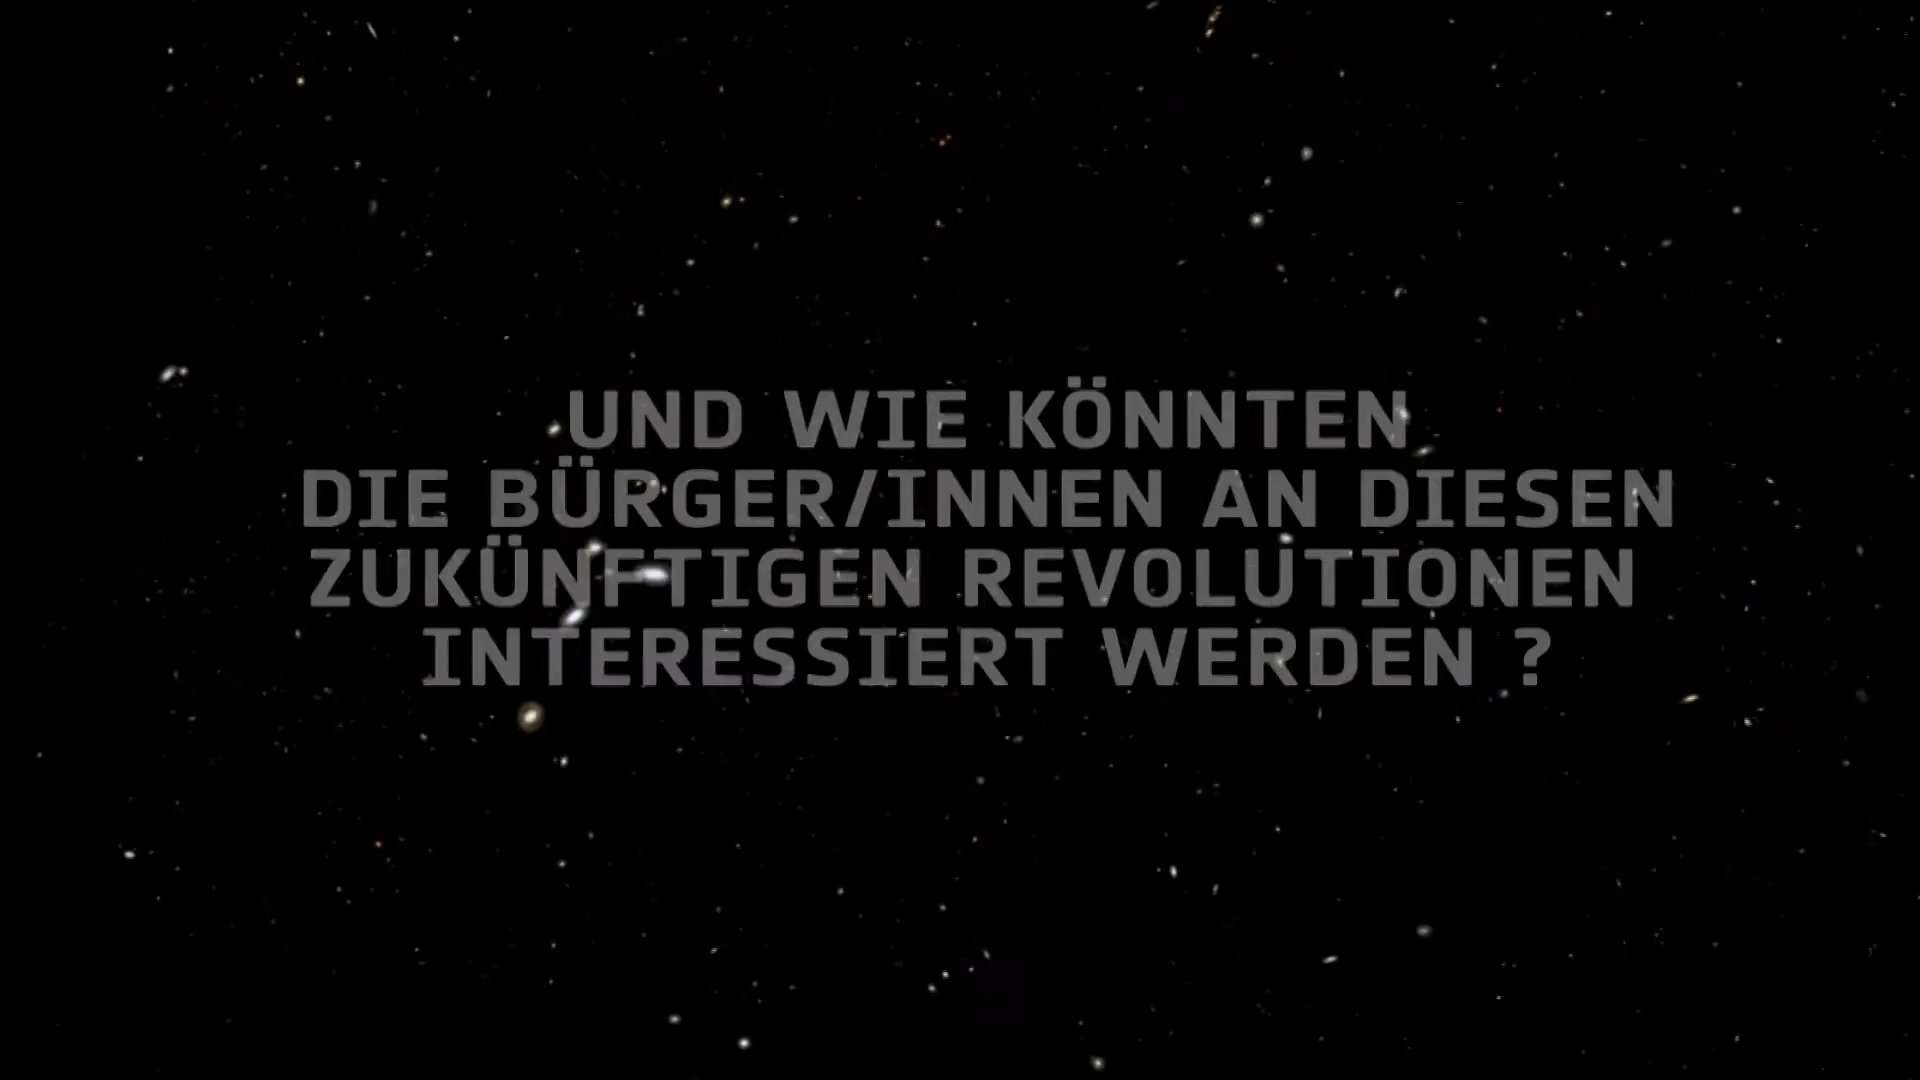 UND WIE KÖNNTEN
DIE BÜRGER/INNEN AN DIESEN
ZUKÜNFTIGEN REVOLUTIONEN
INTERESSIERT WERDEN ?